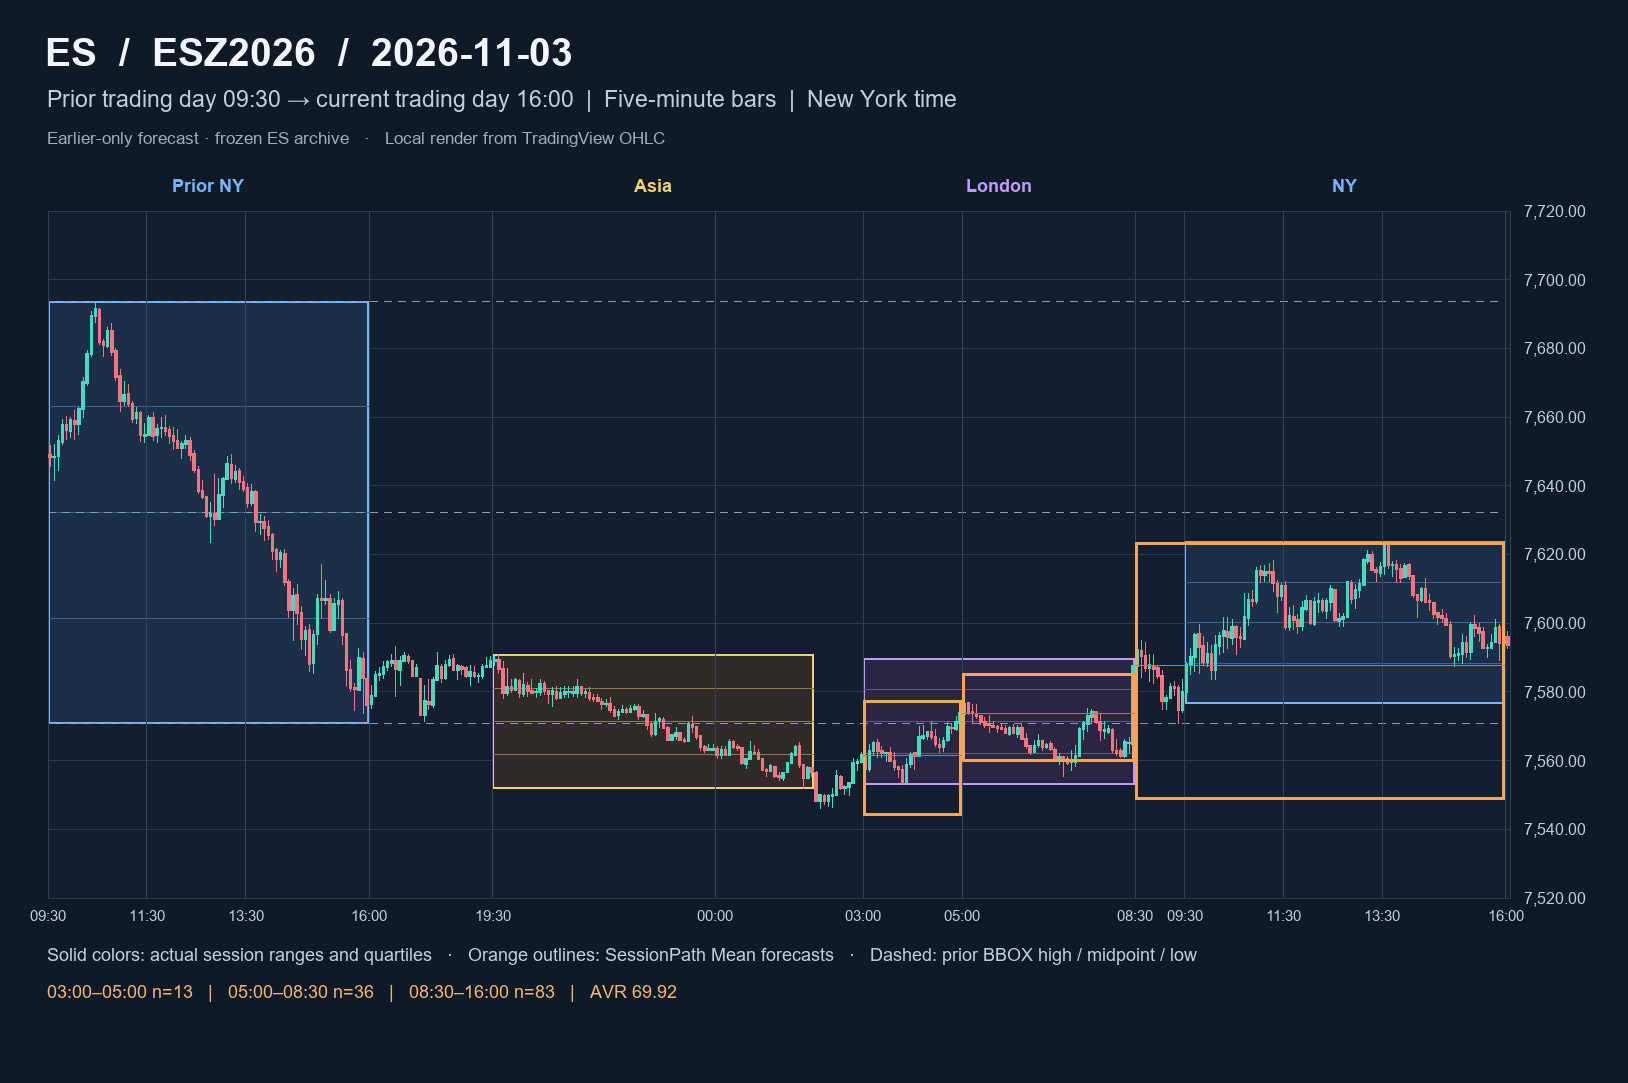 ES / ESZ2026 / 2026-11-03
Prior trading day 09:30 → current trading day 16:00 | Five-minute bars | New York time
Earlier-only forecast · frozen ES archive · Local render from TradingView OHLC
Prior NY Asia London NY
7,720.00
7,700.00
7,680.00
7,660.00
7,640.00
7,620.00
7,600.00
7,580.00
7,560.00
7,540.00
7,520.00
09:30 11:30 13:30 16:00 19:30 00:00 03:00 05:00 08:30 09:30 11:30 13:30 16:00
Solid colors: actual session ranges and quartiles · Orange outlines: SessionPath Mean forecasts · Dashed: prior BBOX high / midpoint / low
03:00–05:00 n=13 | 05:00–08:30 n=36 | 08:30–16:00 n=83 | AVR 69.92